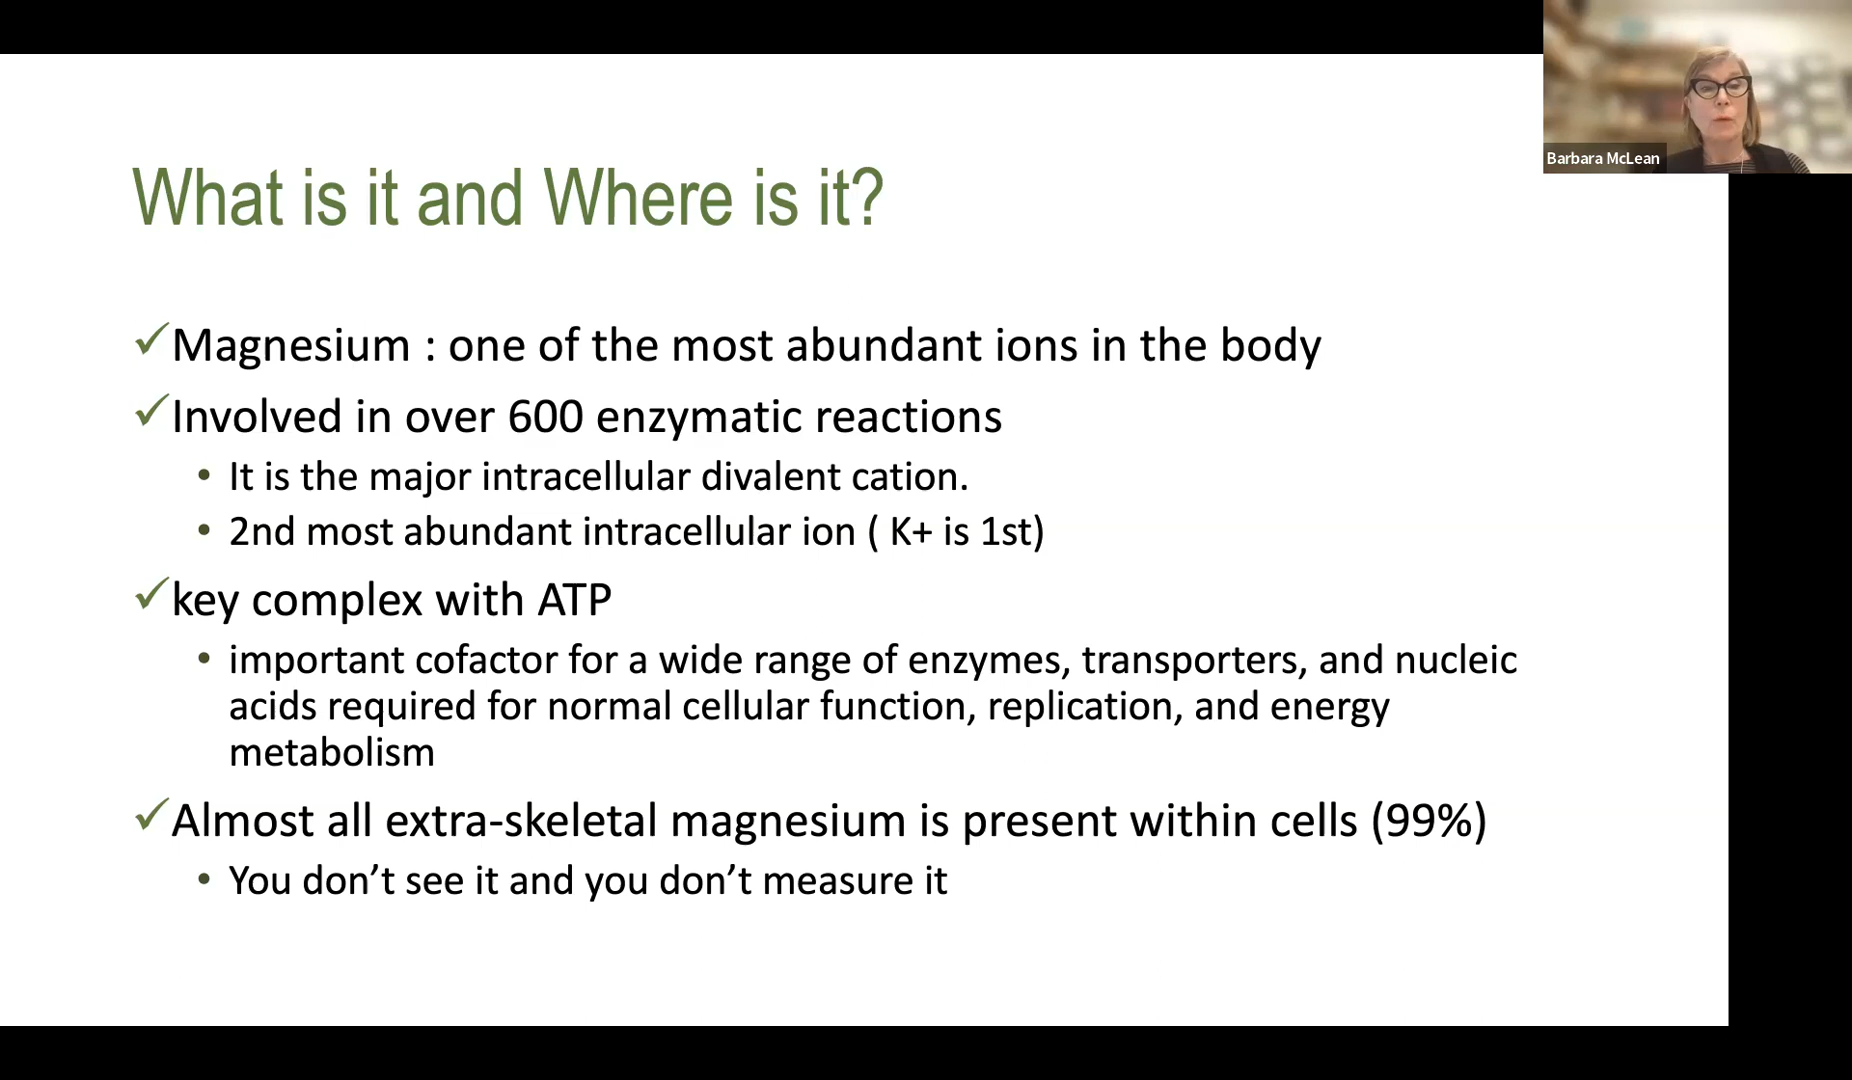 Barbara McLean
What is it and Where is it?
✓Magnesium : one of the most abundant ions in the body
✓Involved in over 600 enzymatic reactions
• It is the major intracellular divalent cation.
• 2nd most abundant intracellular ion ( K+ is 1st)
✓key complex with ATP
• important cofactor for a wide range of enzymes, transporters, and nucleic
acids required for normal cellular function, replication, and energy
metabolism
✓Almost all extra-skeletal magnesium is present within cells (99%)
• You don’t see it and you don’t measure it